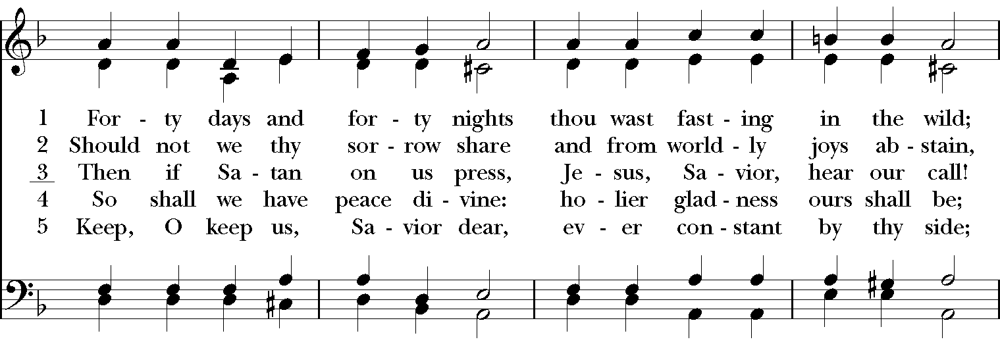 1 For - ty days and for - ty nights thou wast fast - ing in the wild;
2 Should not we thy sor - row share and from world - ly joys ab - stain,
3 Then if Sa - tan on us press, Je - sus, Sa - vior, hear our call!
4 So shall we have peace di - vine: ho - lier glad - ness ours shall be;
5 Keep, O keep us, Sa - vior dear, ev - er con - stant by thy side;